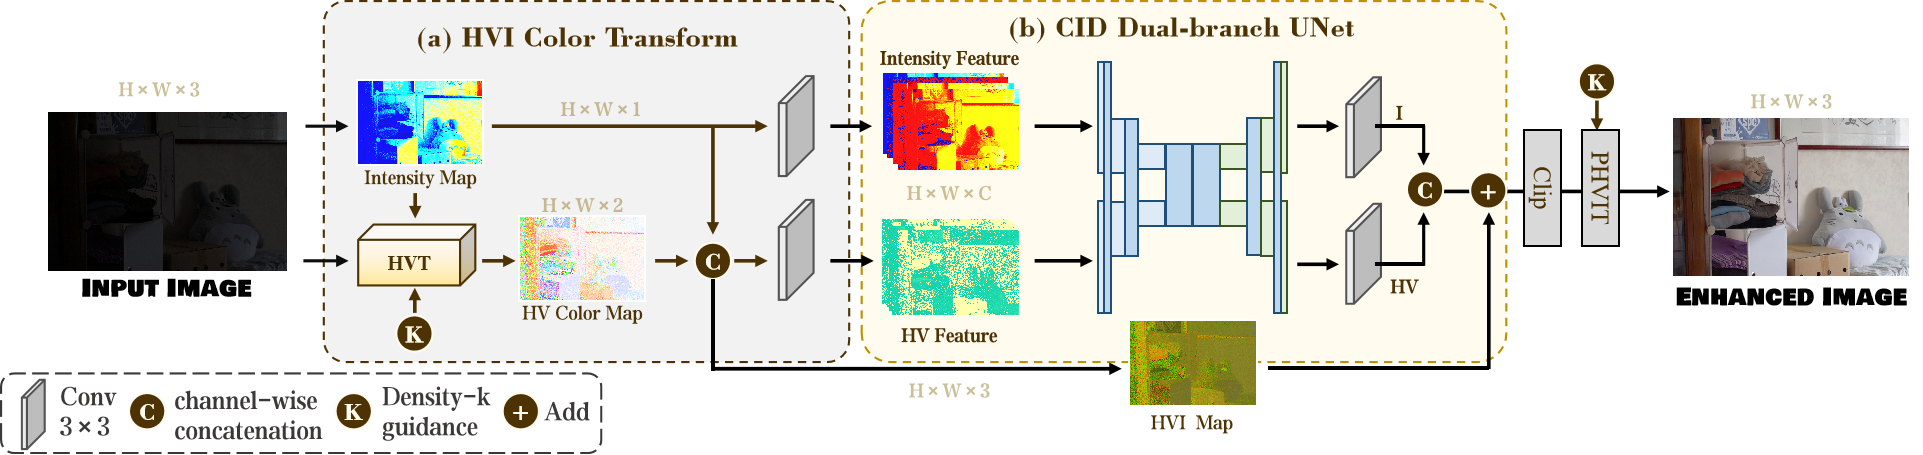 (a) HVI Color Transform
(b) CID Dual-branch UNet
H × W × 3
INPUT IMAGE
Intensity Map
H × W × 1
HVT
K
H × W × 2
HV Color Map
C
Intensity Feature
H × W × C
HV Feature
I
HV
C
+
Clip
K
PHVIT
H × W × 3
ENHANCED IMAGE
H × W × 3
HVI Map
Conv
3 × 3
C
channel-wise
concatenation
K
Density-k
guidance
+
Add